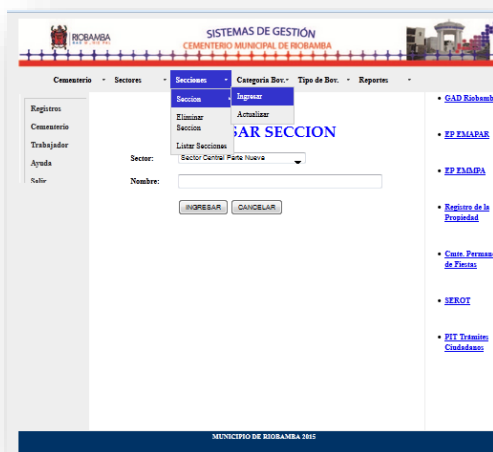 RIOBAMBA
SISTEMAS DE GESTIÓN
CEMENTERIO MUNICIPAL DE RIOBAMBA
Cementerio
Sectores
Secciones
Categoria Bov.
Tipo de Bov.
Reportes
Seccion
Eliminar
Seccion
Listar Secciones
Ingresar
Actualizar
Registros
Cementerio
Trabajador
Ayuda
Salir
SAR SECCION
Sector:
Sector Central Parte Nueva
Nombre:
INGRESAR
CANCELAR
GAD Riobamb
EP EMAPAR
EP EMMPA
Registro de la
Propiedad
Cmte. Perman
de Fiestas
SEROT
PIT Trámites
Ciudadanos
MUNICIPIO DE RIOBAMBA 2015